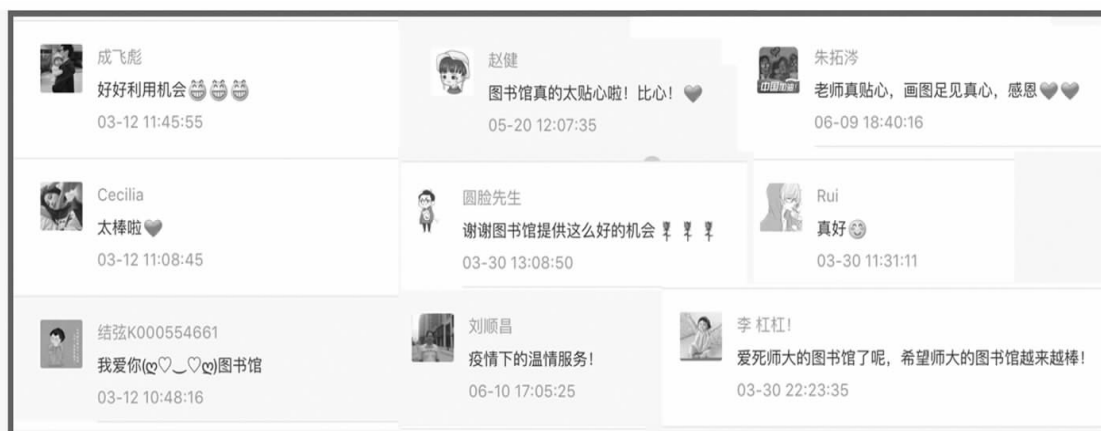 成飞彪
好好利用机会😁😁😁
03-12 11:45:55
赵健
图书馆真的太贴心啦！比心！❤
05-20 12:07:35
中国加油！
朱拓涔
老师真贴心，画图足见真心，感恩❤❤
06-09 18:40:16
Cecilia
太棒啦❤
03-12 11:08:45
圆脸先生
谢谢图书馆提供这么好的机会🌹🌹🌹
03-30 13:08:50
Rui
真好😊
03-30 11:31:11
结弦K000554661
我爱你(ღ♡‿♡ღ)图书馆
03-12 10:48:16
刘顺昌
疫情下的温情服务！
06-10 17:05:25
李 杠杠！
爱死师大的图书馆了呢，希望师大的图书馆越来越棒！
03-30 22:23:35